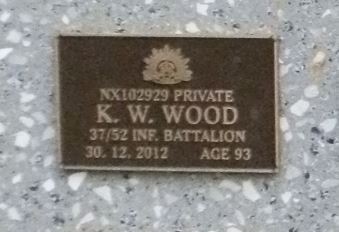 NX102929 PRIVATE
K. W. WOOD
37/52 INF. BATTALION
30. 12. 2012 AGE 93